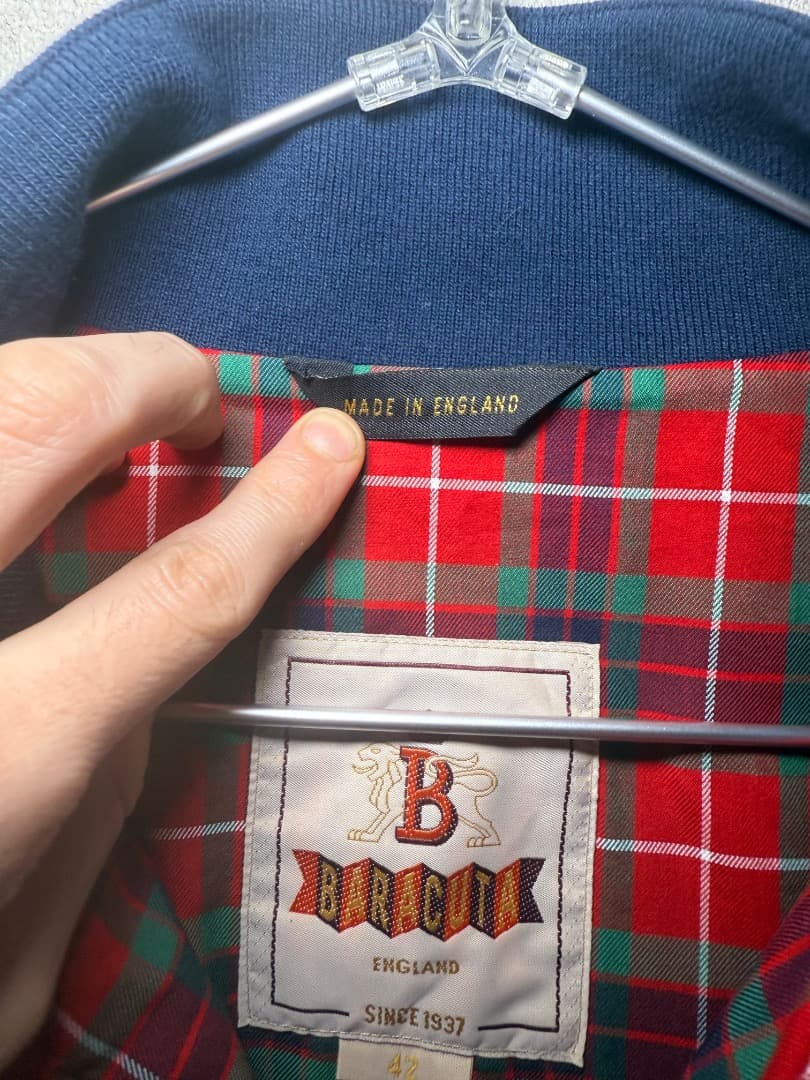 MADE IN ENGLAND
B
BARACUTA
ENGLAND
SINCE 1937
42